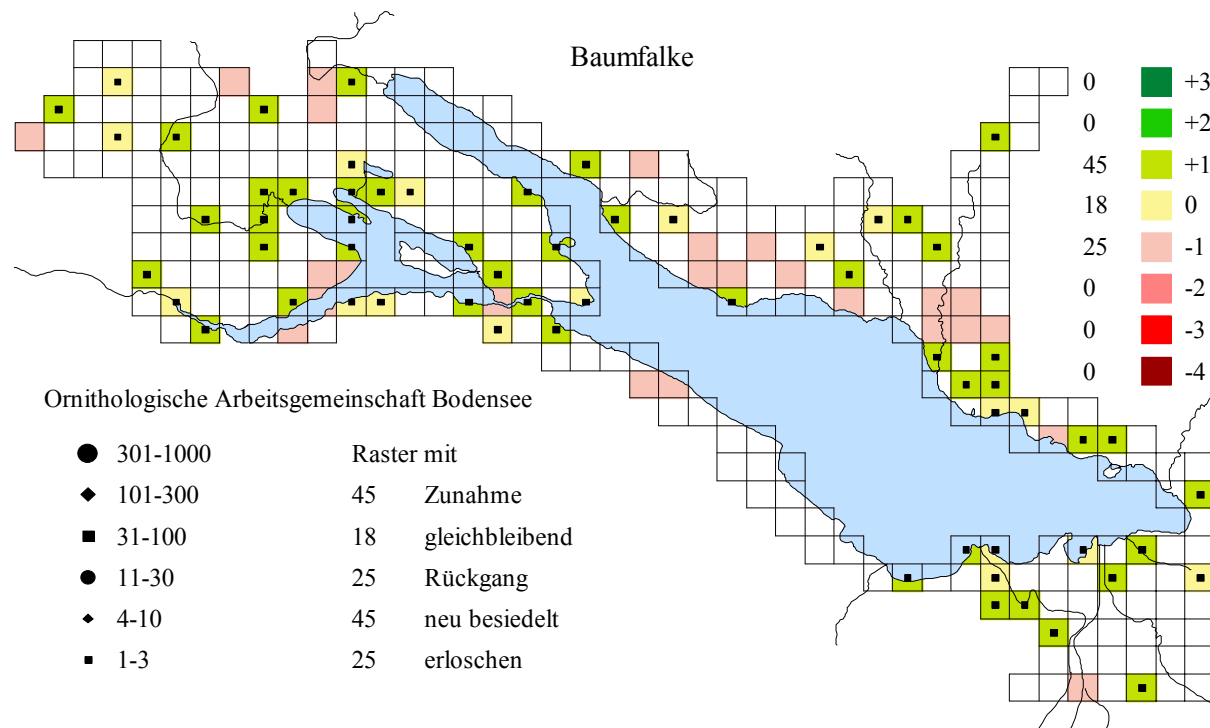 Baumfalke
0 +3
0 +2
45 +1
18 0
25 -1
0 -2
0 -3
0 -4
Ornithologische Arbeitsgemeinschaft Bodensee
301-1000 Raster mit
101-300 45 Zunahme
31-100 18 gleichbleibend
11-30 25 Rückgang
4-10 45 neu besiedelt
1-3 25 erloschen